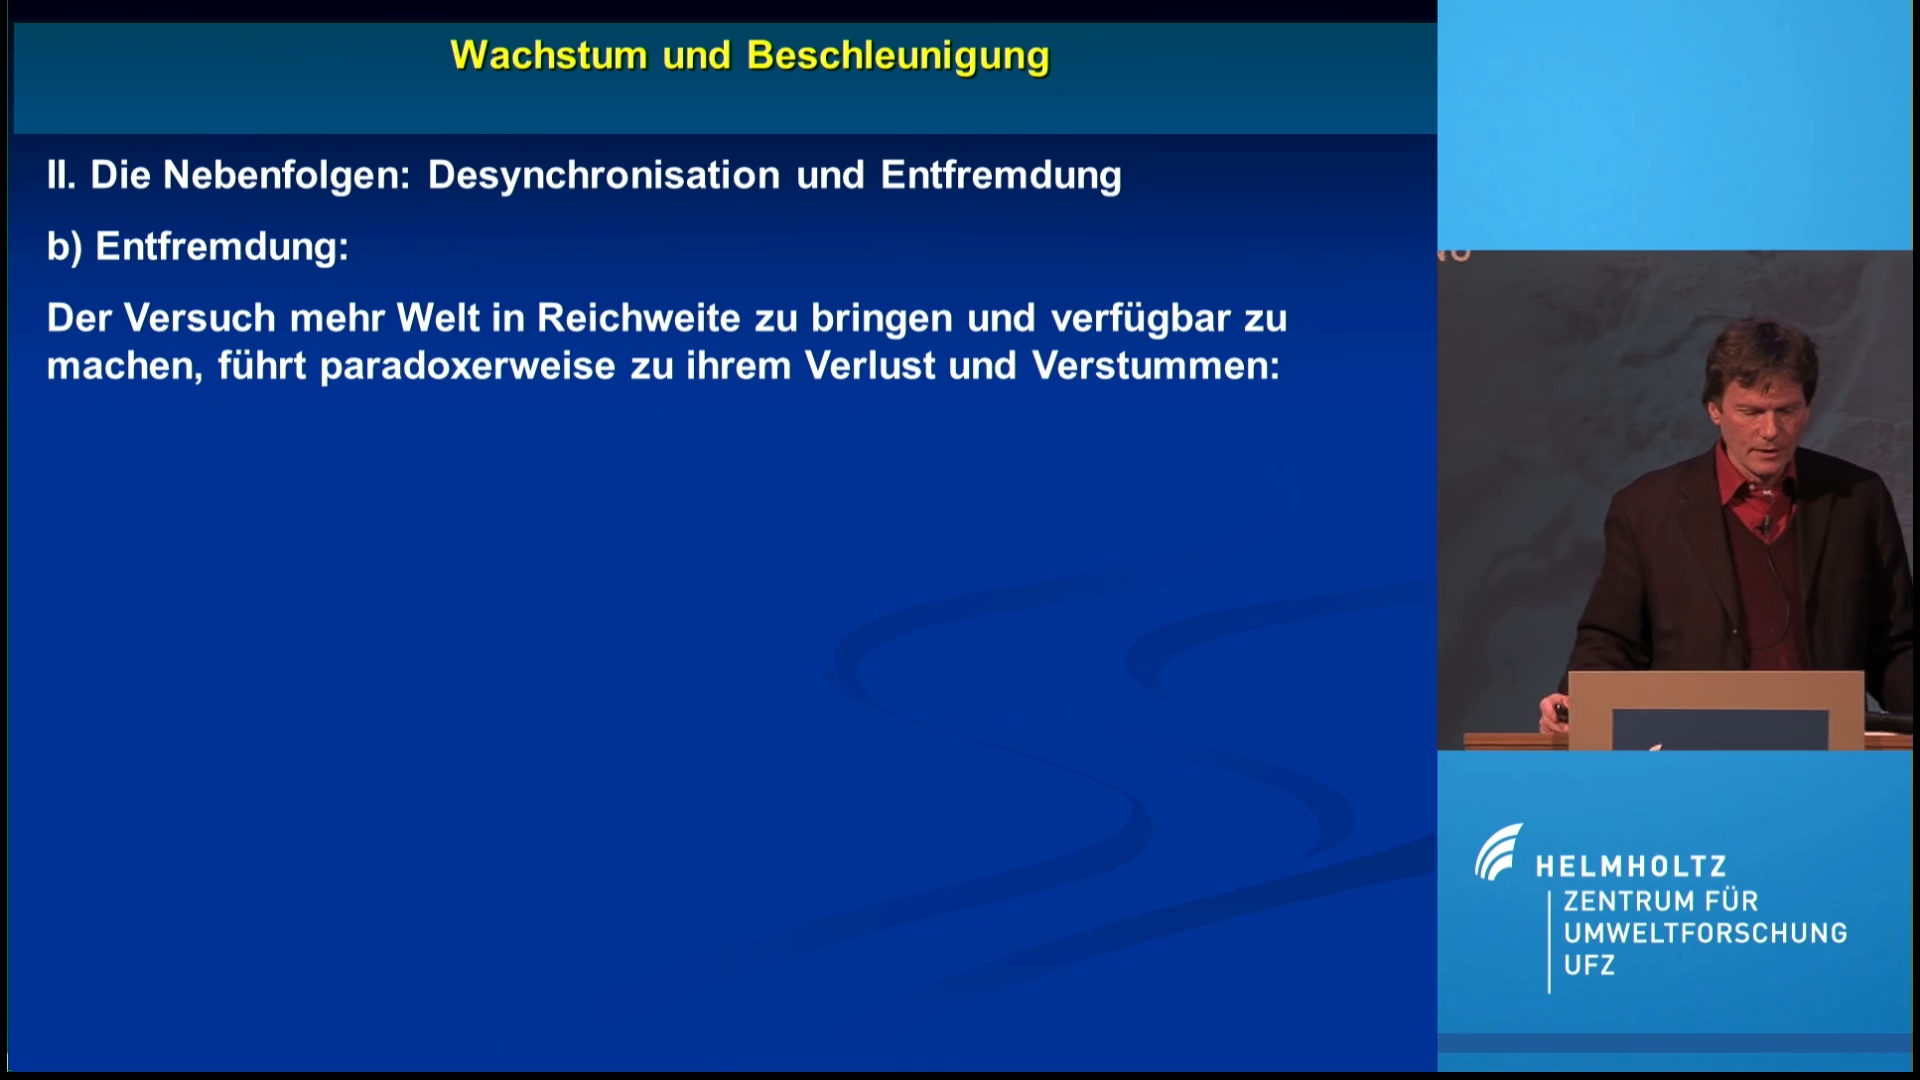 Wachstum und Beschleunigung
II. Die Nebenfolgen: Desynchronisation und Entfremdung
b) Entfremdung:
Der Versuch mehr Welt in Reichweite zu bringen und verfügbar zu
machen, führt paradoxerweise zu ihrem Verlust und Verstummen:
HELMHOLTZ
ZENTRUM FÜR
UMWELTFORSCHUNG
UFZ